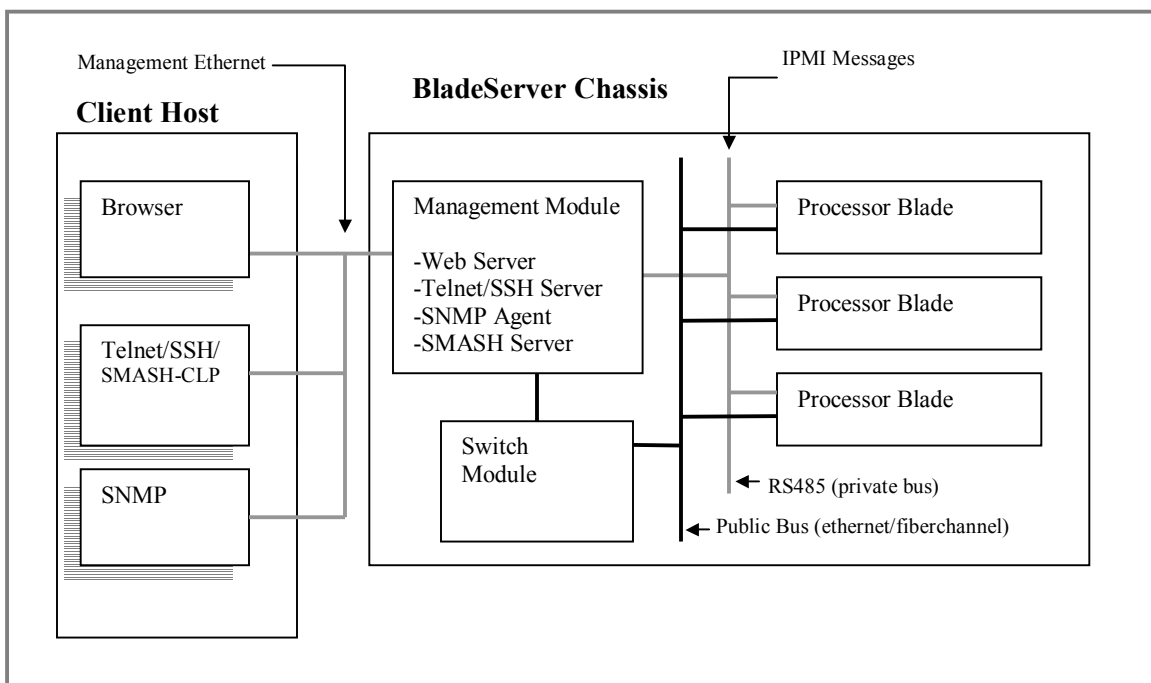 Management Ethernet
IPMI Messages
BladeServer Chassis
Client Host
Browser
Telnet/SSH/
SMASH-CLP
SNMP
Management Module
-Web Server
-Telnet/SSH Server
-SNMP Agent
-SMASH Server
Switch
Module
Processor Blade
Processor Blade
Processor Blade
RS485 (private bus)
Public Bus (ethernet/fiberchannel)